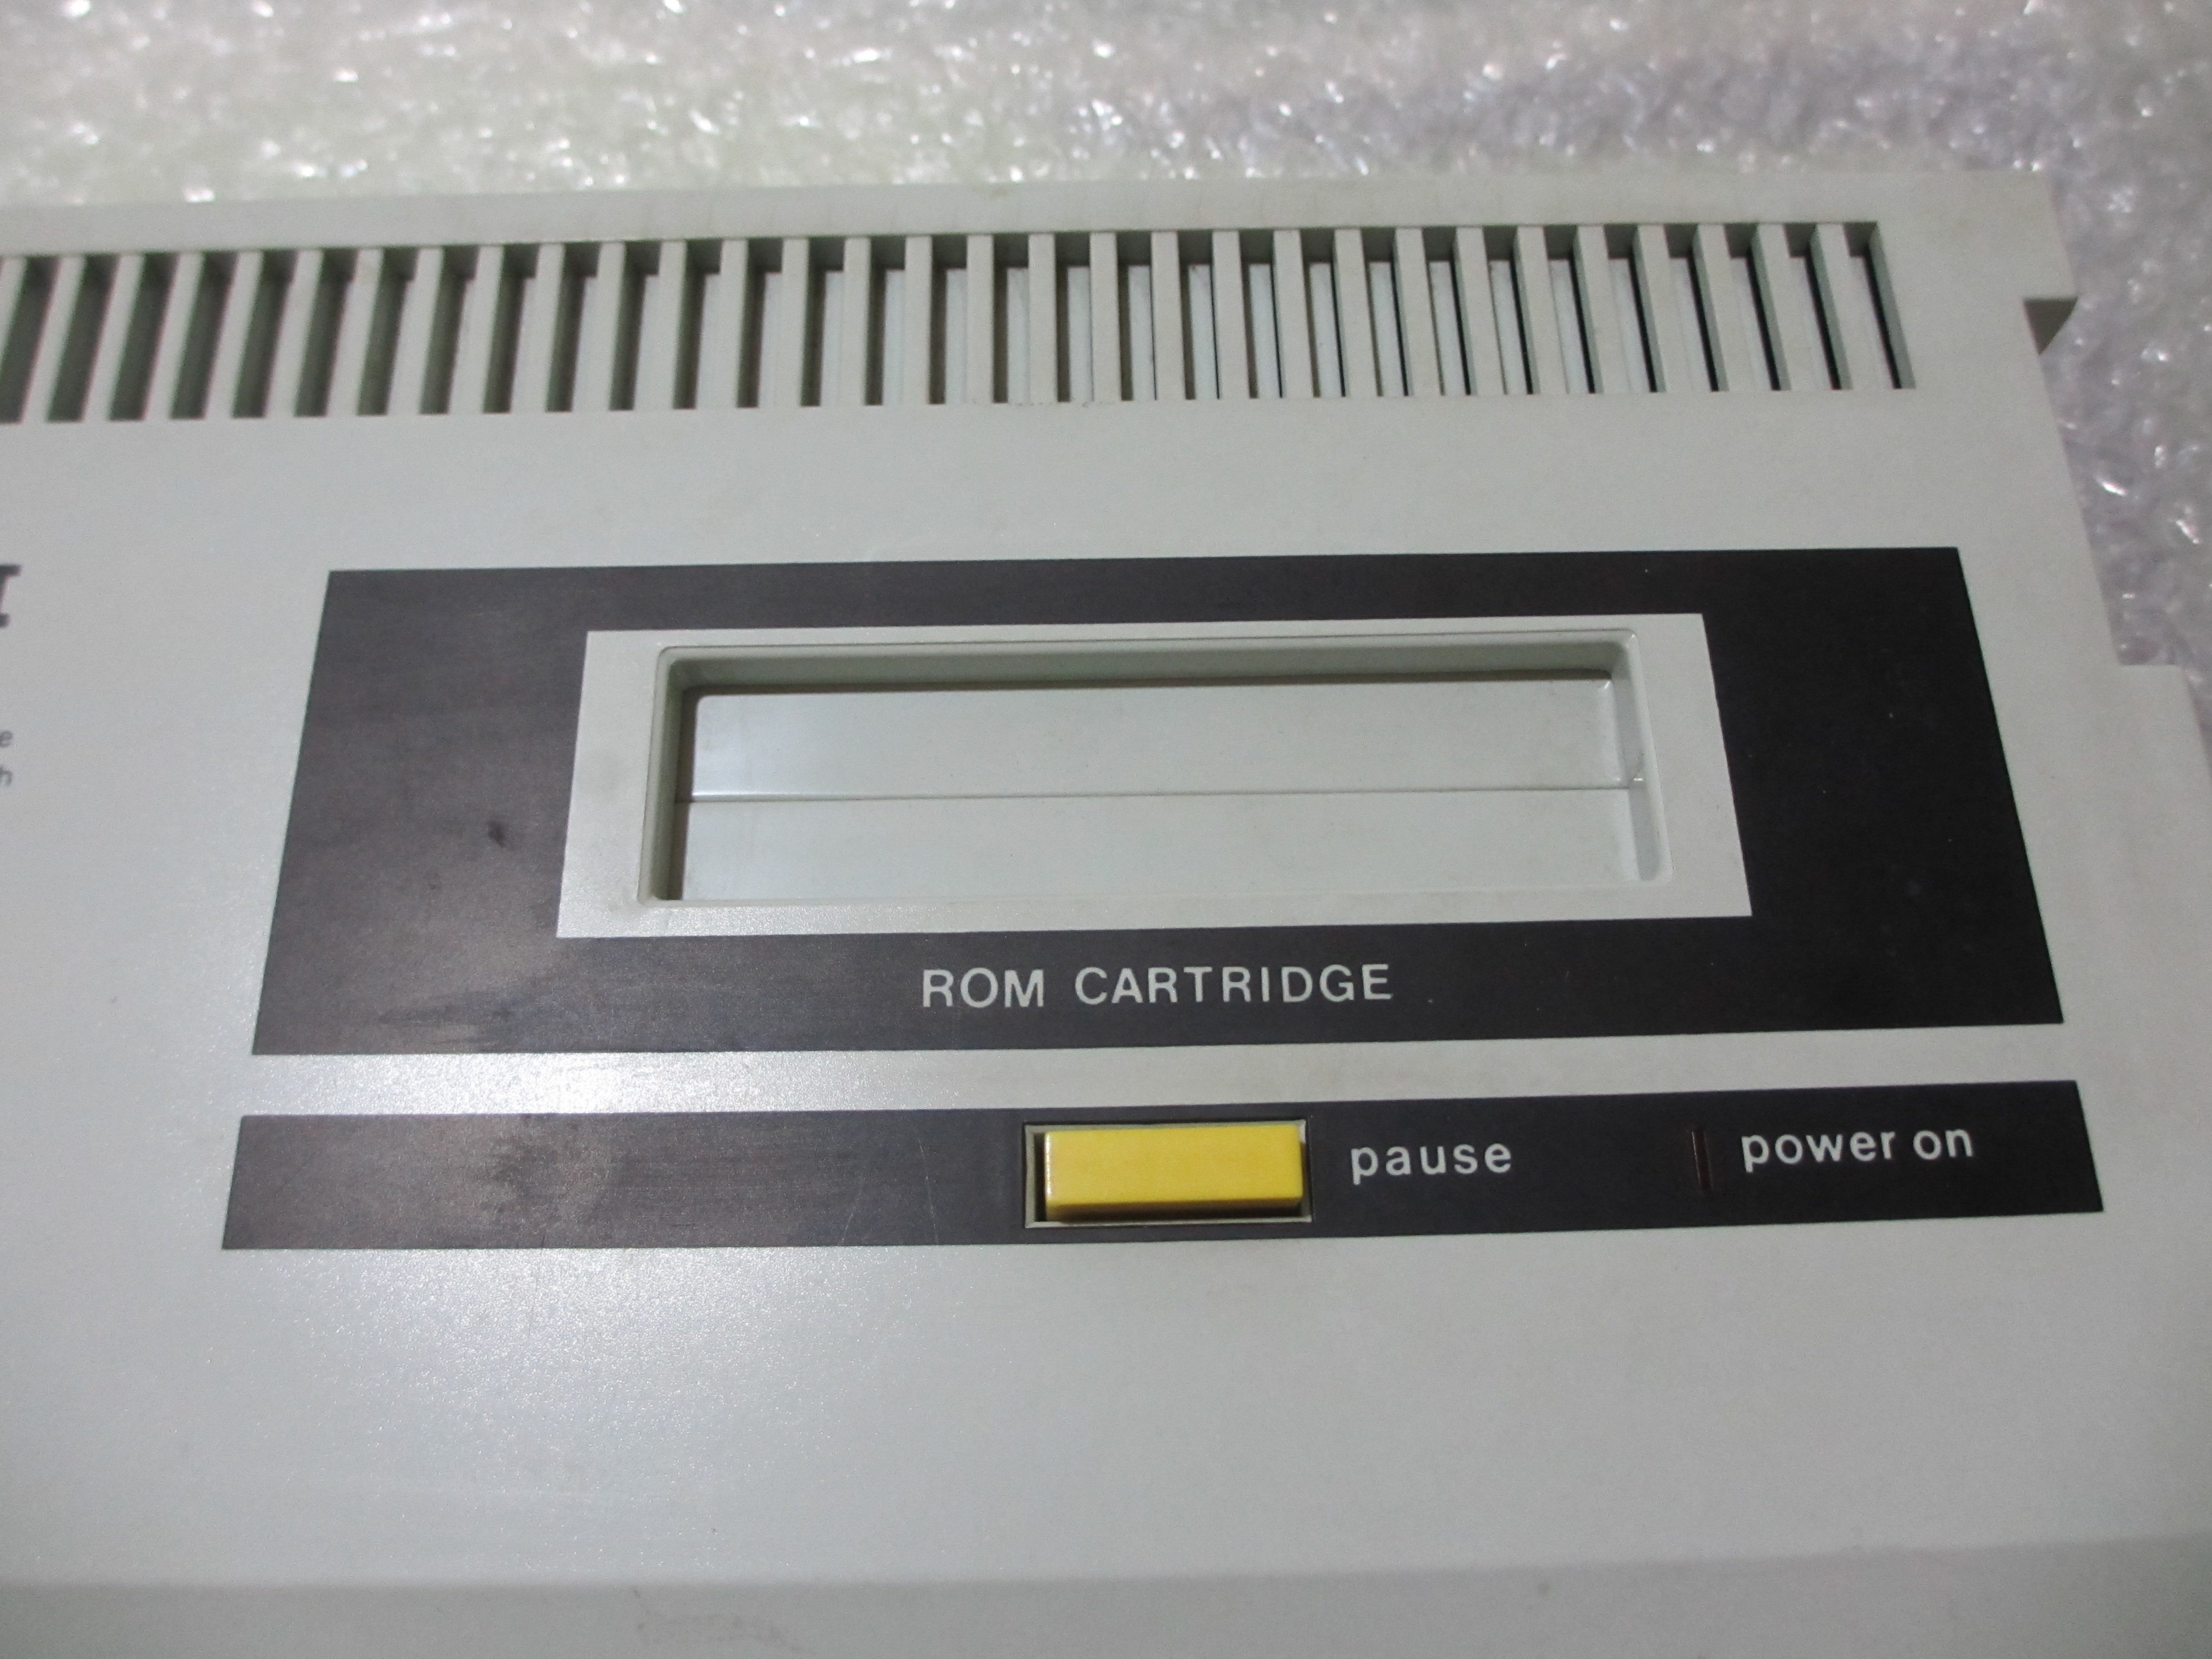 I
e
h
ROM CARTRIDGE
pause
power on